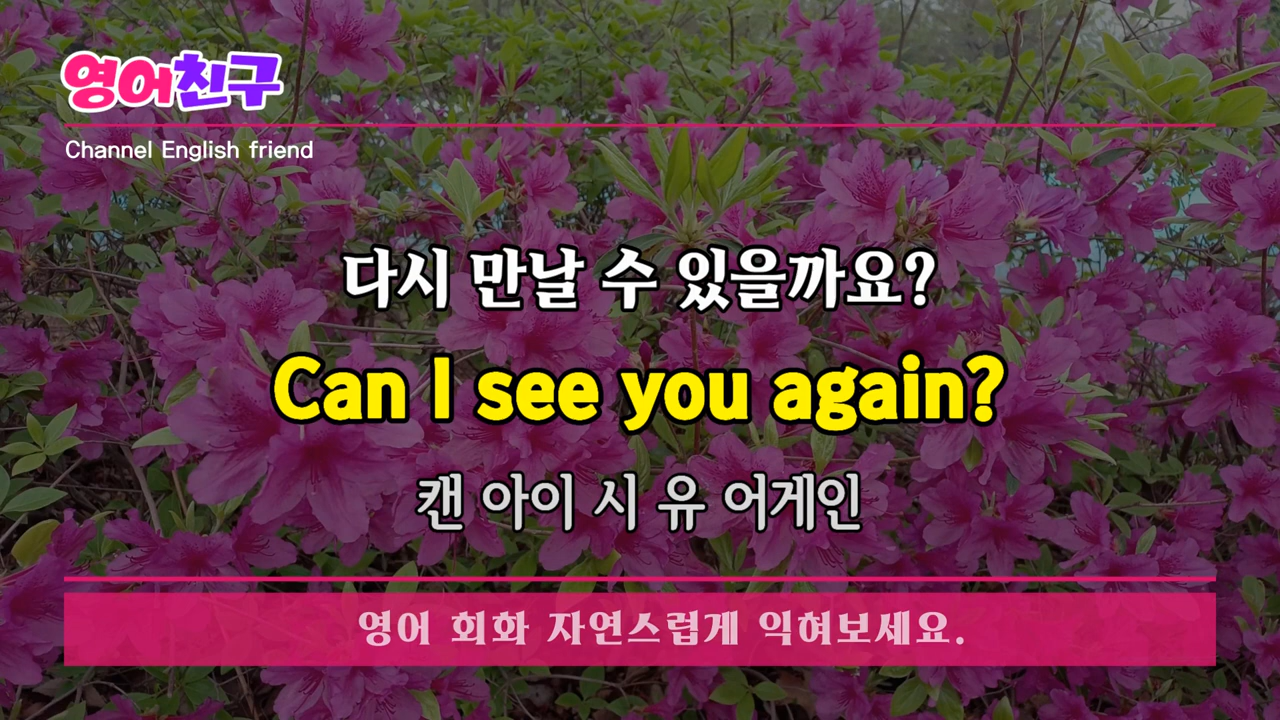 영어친구
Channel English friend
다시 만날 수 있을까요?
Can I see you again?
캔 아이 시 유 어게인
영어 회화 자연스럽게 익혀보세요.